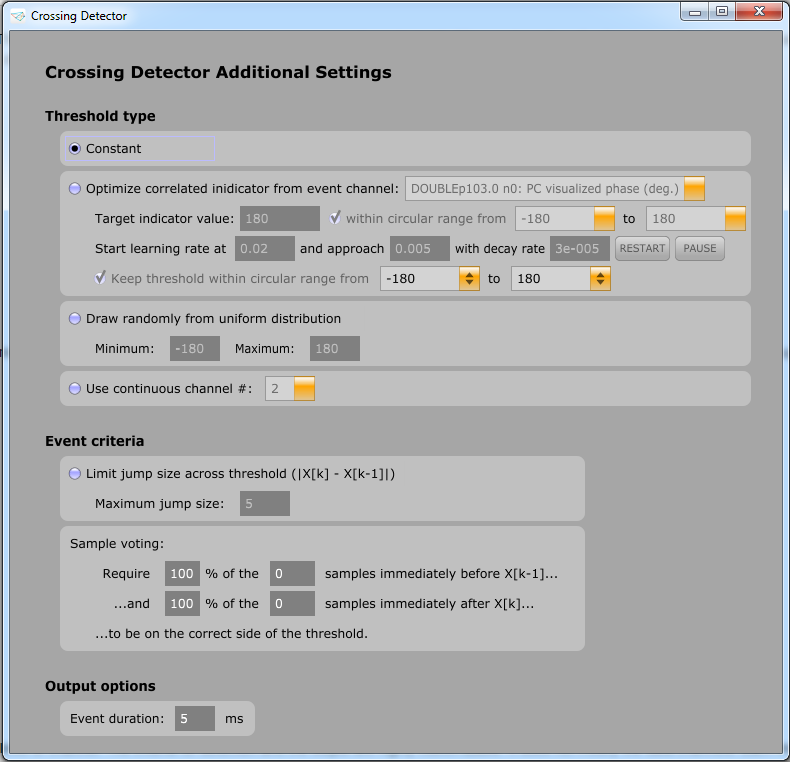 Crossing Detector
Crossing Detector Additional Settings
Threshold type
Constant
Optimize correlated inidicator from event channel: DOUBLEp103.0 n0: PC visualized phase (deg.)
Target indicator value: 180 within circular range from -180 to 180
Start learning rate at 0.02 and approach 0.005 with decay rate 3e-005 RESTART PAUSE
Keep threshold within circular range from -180 to 180
Draw randomly from uniform distribution
Minimum: -180 Maximum: 180
Use continuous channel #: 2
Event criteria
Limit jump size across threshold (|X[k] - X[k-1]|)
Maximum jump size: 5
Sample voting:
Require 100 % of the 0 samples immediately before X[k-1]...
...and 100 % of the 0 samples immediately after X[k]...
...to be on the correct side of the threshold.
Output options
Event duration: 5 ms